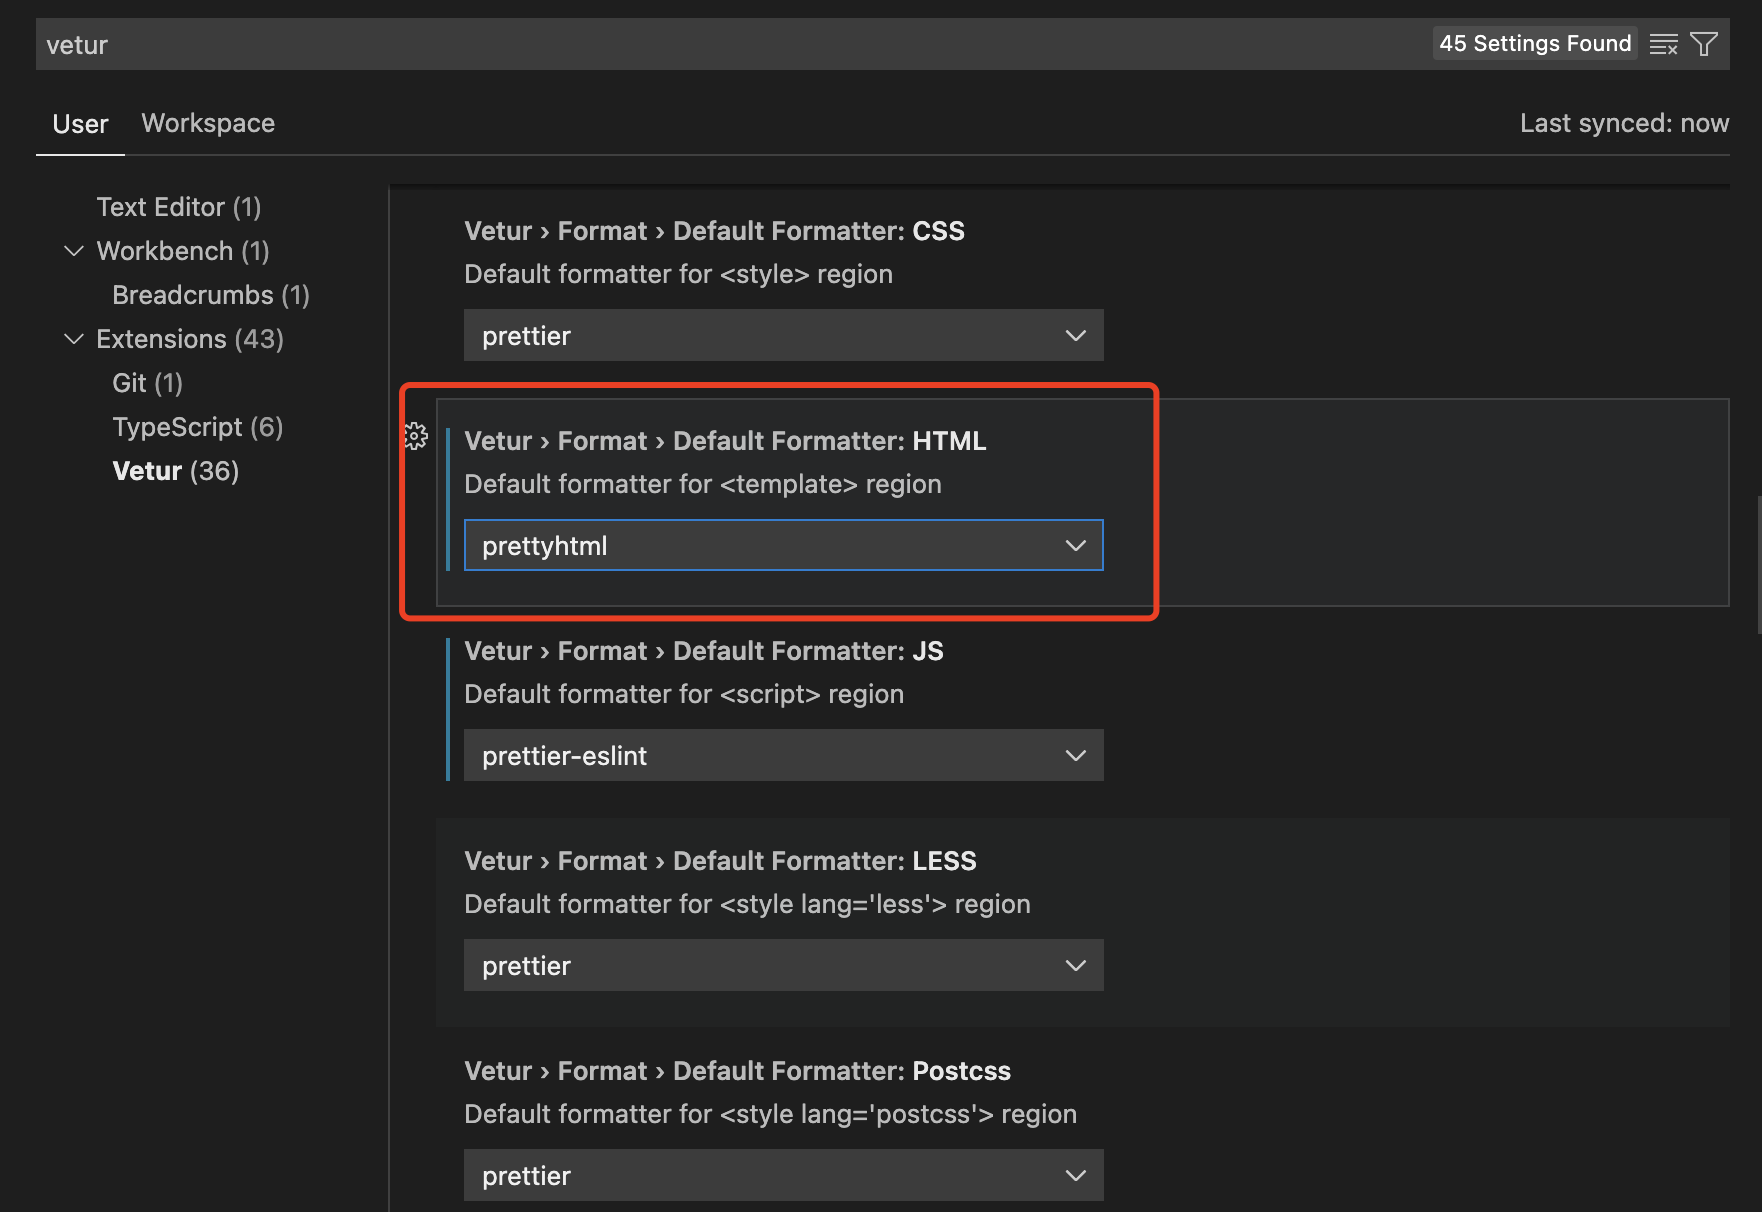 vetur
45 Settings Found
User
Workspace
Last synced: now
Text Editor (1)
Workbench (1)
Breadcrumbs (1)
Extensions (43)
Git (1)
TypeScript (6)
Vetur (36)
Vetur › Format › Default Formatter: CSS
Default formatter for <style> region
prettier
Vetur › Format › Default Formatter: HTML
Default formatter for <template> region
prettyhtml
Vetur › Format › Default Formatter: JS
Default formatter for <script> region
prettier-eslint
Vetur › Format › Default Formatter: LESS
Default formatter for <style lang='less'> region
prettier
Vetur › Format › Default Formatter: Postcss
Default formatter for <style lang='postcss'> region
prettier